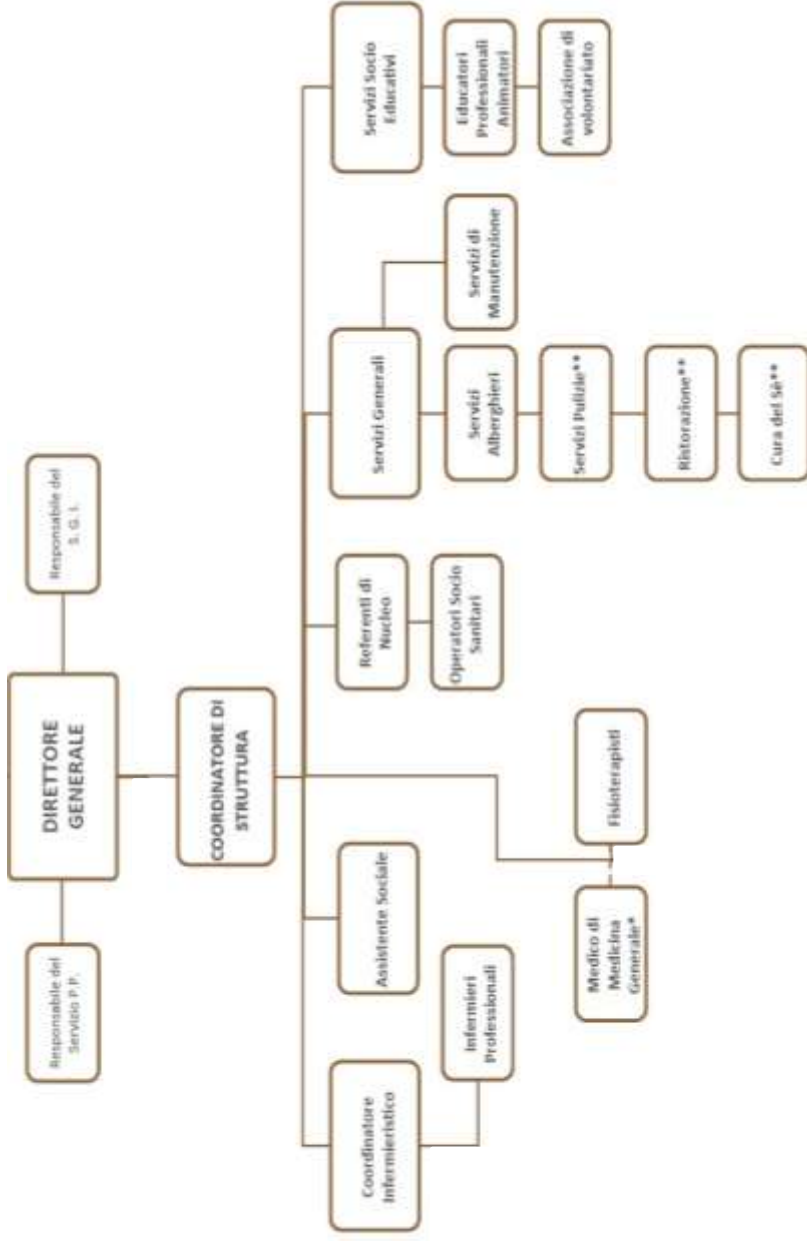 Responsabile del
Servizio P.P.
DIRETTORE
GENERALE
Responsabile del
S. G. I.
COORDINATORE DI
STRUTTURA
Coordinatore
Infermieristico
Assistente Sociale
Referenti di
Nucleo
Servizi Generali
Servizi Socio
Educativi
Infermieri
Professionali
Operatori Socio
Sanitari
Servizi
Alberghieri
Servizi di
Manutenzione
Educatori
Professionali
Animatori
Medico di
Medicina
Generale*
Fisioterapisti
Servizi Pulizie**
Associazione di
volontariato
Ristorazione**
Cura del Sè**